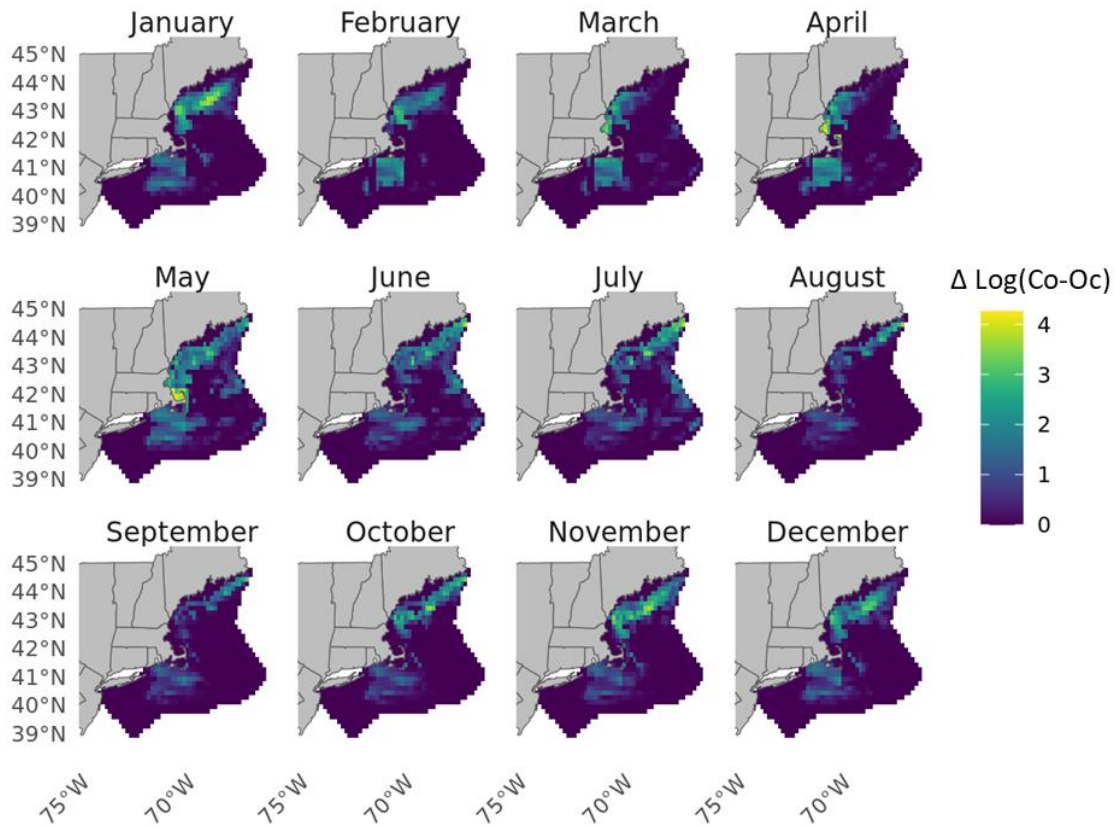 January February March April
45°N
44°N
43°N
42°N
41°N
40°N
39°N
May June July August
45°N
44°N
43°N
42°N
41°N
40°N
39°N
Δ Log(Co-Oc)
4
3
2
1
0
September October November December
45°N
44°N
43°N
42°N
41°N
40°N
39°N
75°W 70°W 75°W 70°W 75°W 70°W 75°W 70°W